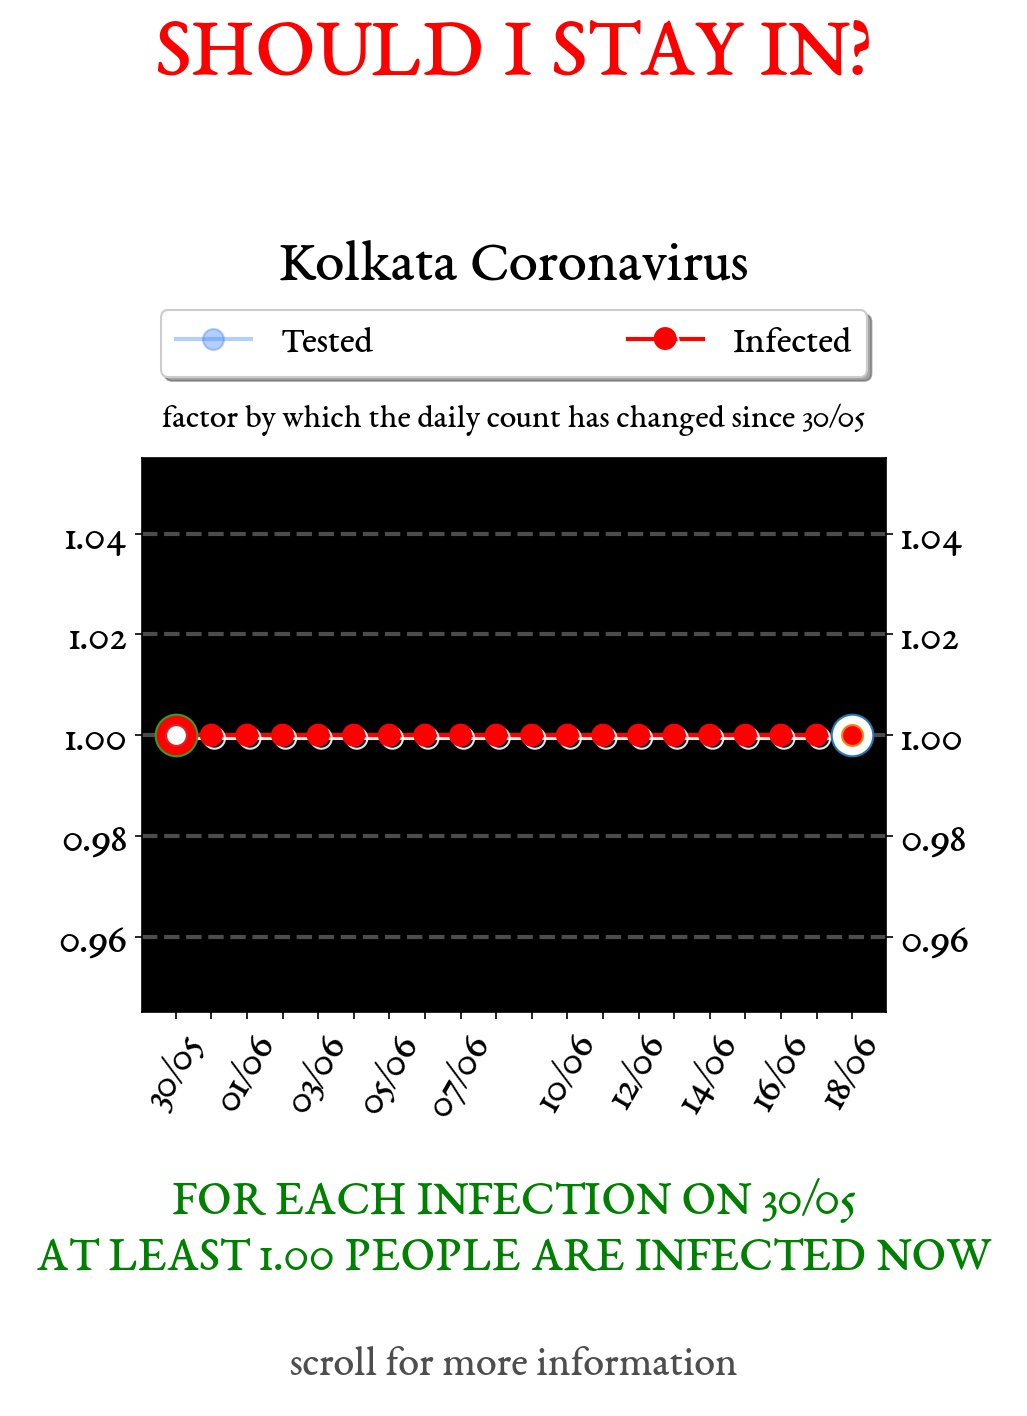 SHOULD I STAY IN?
Kolkata Coronavirus
Tested Infected
factor by which the daily count has changed since 30/05
1.04 1.04
1.02 1.02
1.00 1.00
0.98 0.98
0.96 0.96
30/05 01/06 03/06 05/06 07/06 10/06 12/06 14/06 16/06 18/06
FOR EACH INFECTION ON 30/05
AT LEAST 1.00 PEOPLE ARE INFECTED NOW
scroll for more information